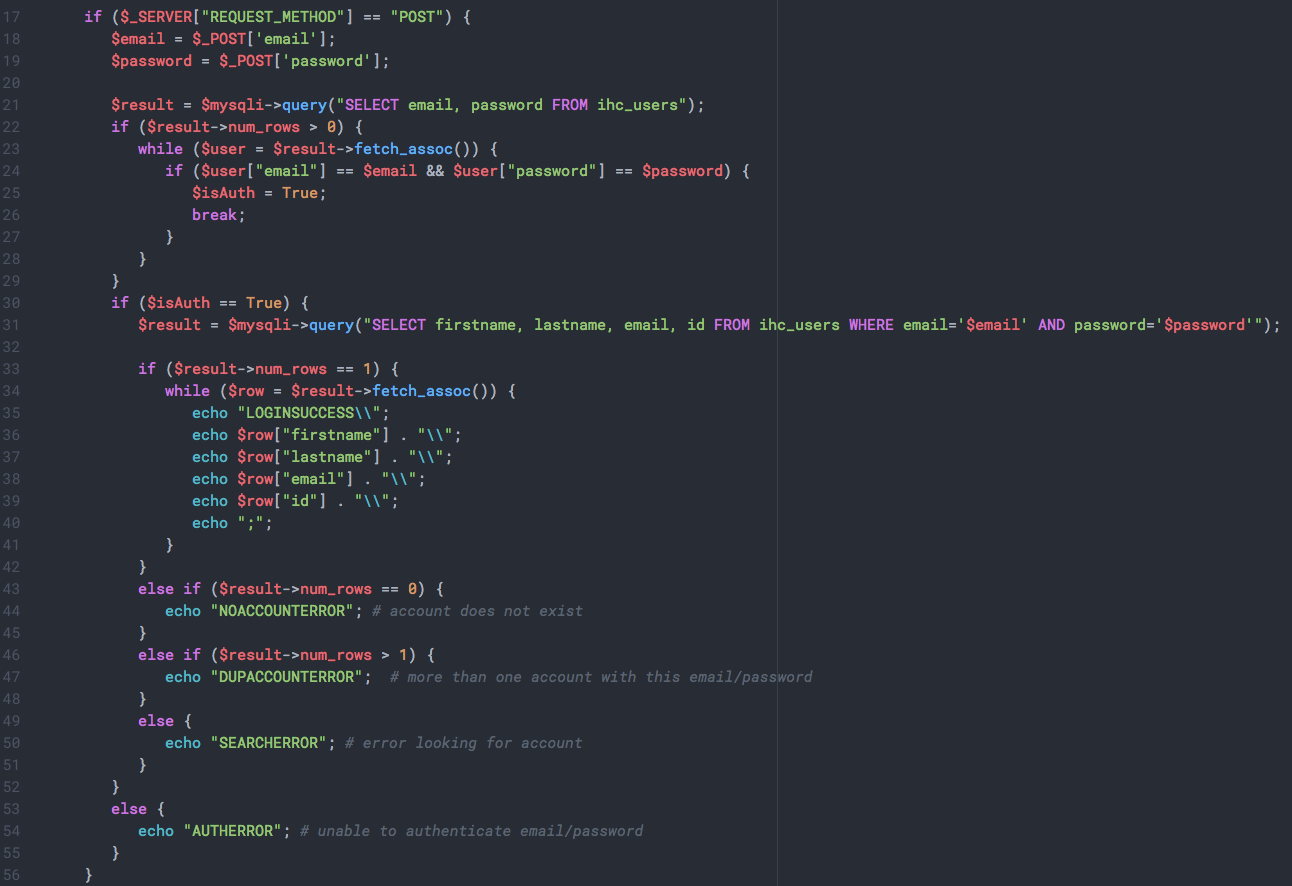 17 if ($_SERVER["REQUEST_METHOD"] == "POST") {
18 $email = $_POST['email'];
19 $password = $_POST['password'];
20
21 $result = $mysqli->query("SELECT email, password FROM ihc_users");
22 if ($result->num_rows > 0) {
23 while ($user = $result->fetch_assoc()) {
24 if ($user["email"] == $email && $user["password"] == $password) {
25 $isAuth = True;
26 break;
27 }
28 }
29 }
30 if ($isAuth == True) {
31 $result = $mysqli->query("SELECT firstname, lastname, email, id FROM ihc_users WHERE email='$email' AND password='$password'");
32
33 if ($result->num_rows == 1) {
34 while ($row = $result->fetch_assoc()) {
35 echo "LOGINSUCCESS\\";
36 echo $row["firstname"] . "\\";
37 echo $row["lastname"] . "\\";
38 echo $row["email"] . "\\";
39 echo $row["id"] . "\\";
40 echo ";";
41 }
42 }
43 else if ($result->num_rows == 0) {
44 echo "NOACCOUNTERROR"; # account does not exist
45 }
46 else if ($result->num_rows > 1) {
47 echo "DUPACCOUNTERROR"; # more than one account with this email/password
48 }
49 else {
50 echo "SEARCHERROR"; # error looking for account
51 }
52 }
53 else {
54 echo "AUTHERROR"; # unable to authenticate email/password
55 }
56 }